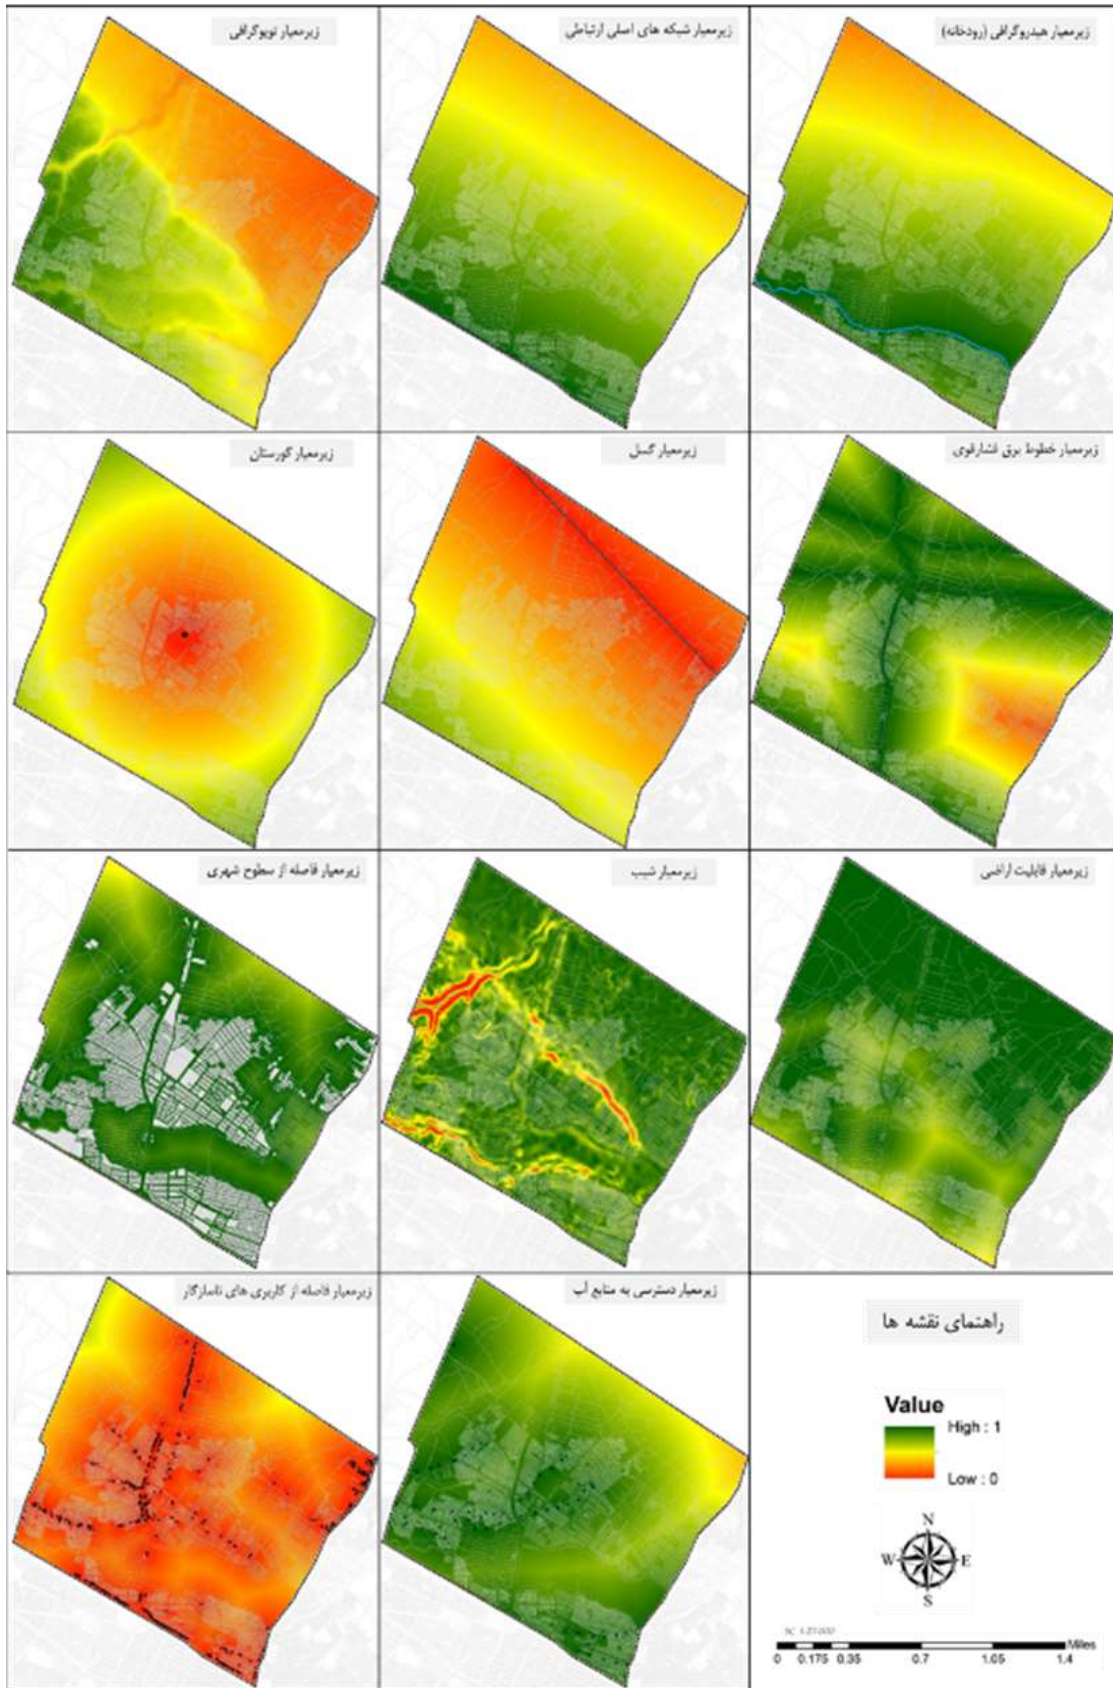 زیرمعیار هیدروگرافی (رودخانه)
زیرمعیار شبکه های اصلی ارتباطی
زیرمعیار توپوگرافی
زیرمعیار خطوط برق فشارقوی
زیرمعیار گسل
زیرمعیار گورستان
زیرمعیار قابلیت اراضی
زیرمعیار شیب
زیرمعیار فاصله از سطوح شهری
راهنمای نقشه ها
زیرمعیار دسترسی به منابع آب
زیرمعیار فاصله از کاربری های ناسازگار
Value
High : 1
Low : 0
N
W E
S
Miles
0 0.175 0.35 0.7 1.05 1.4